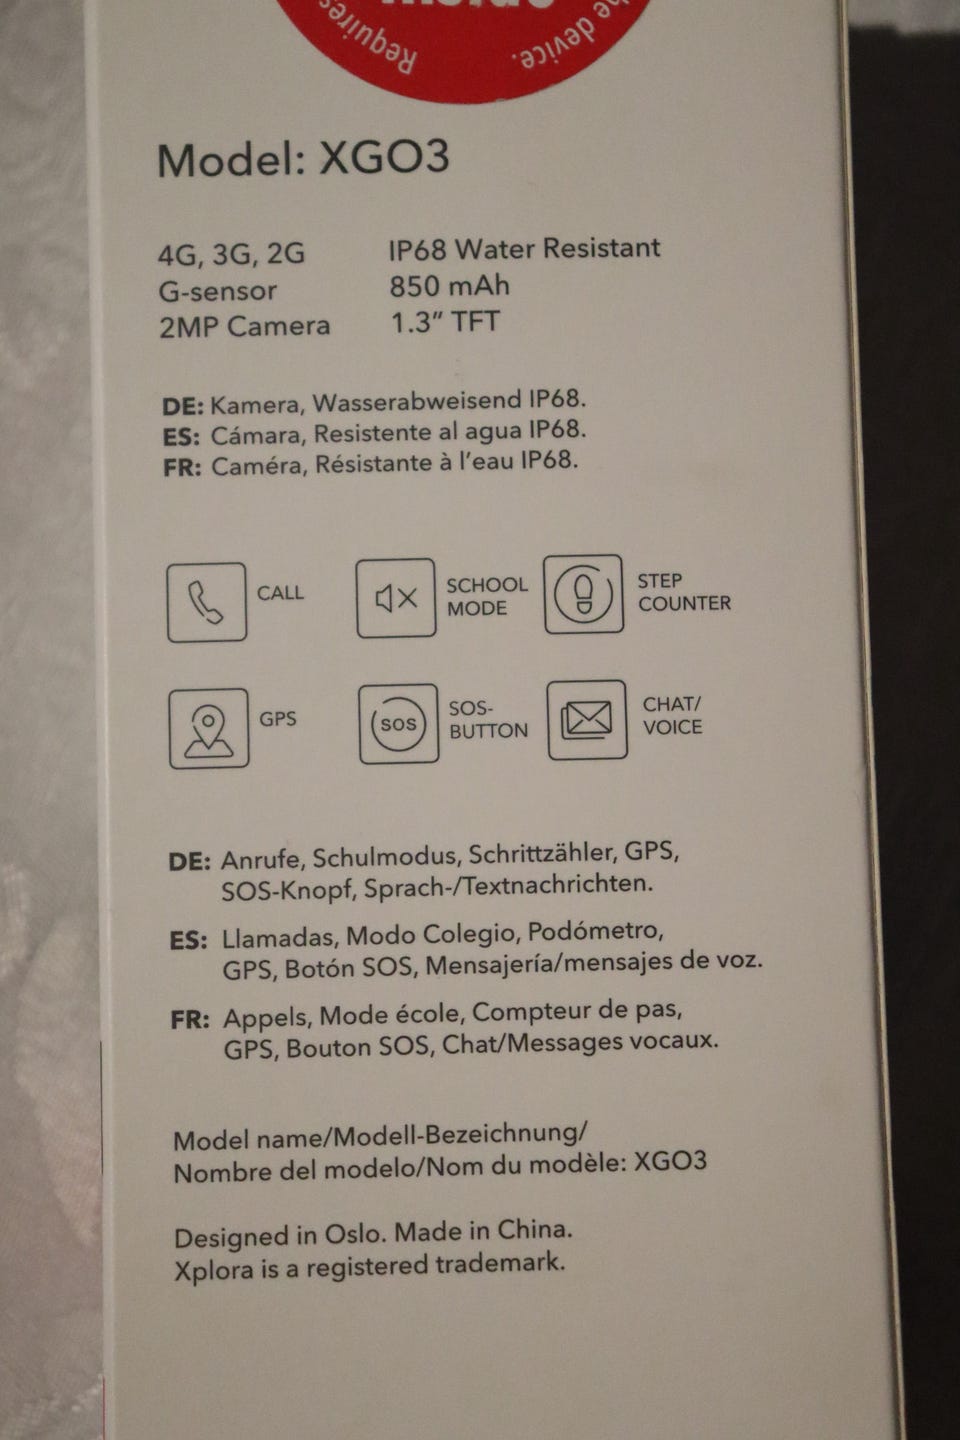 inside
Requires
he device.
Model: XGO3
4G, 3G, 2G
G-sensor
2MP Camera
IP68 Water Resistant
850 mAh
1.3” TFT
DE: Kamera, Wasserabweisend IP68.
ES: Cámara, Resistente al agua IP68.
FR: Caméra, Résistante à l’eau IP68.
CALL
SCHOOL
MODE
STEP
COUNTER
GPS
SOS
SOS-
BUTTON
CHAT/
VOICE
DE: Anrufe, Schulmodus, Schrittzähler, GPS,
SOS-Knopf, Sprach-/Textnachrichten.
ES: Llamadas, Modo Colegio, Podómetro,
GPS, Botón SOS, Mensajería/mensajes de voz.
FR: Appels, Mode école, Compteur de pas,
GPS, Bouton SOS, Chat/Messages vocaux.
Model name/Modell-Bezeichnung/
Nombre del modelo/Nom du modèle: XGO3
Designed in Oslo. Made in China.
Xplora is a registered trademark.